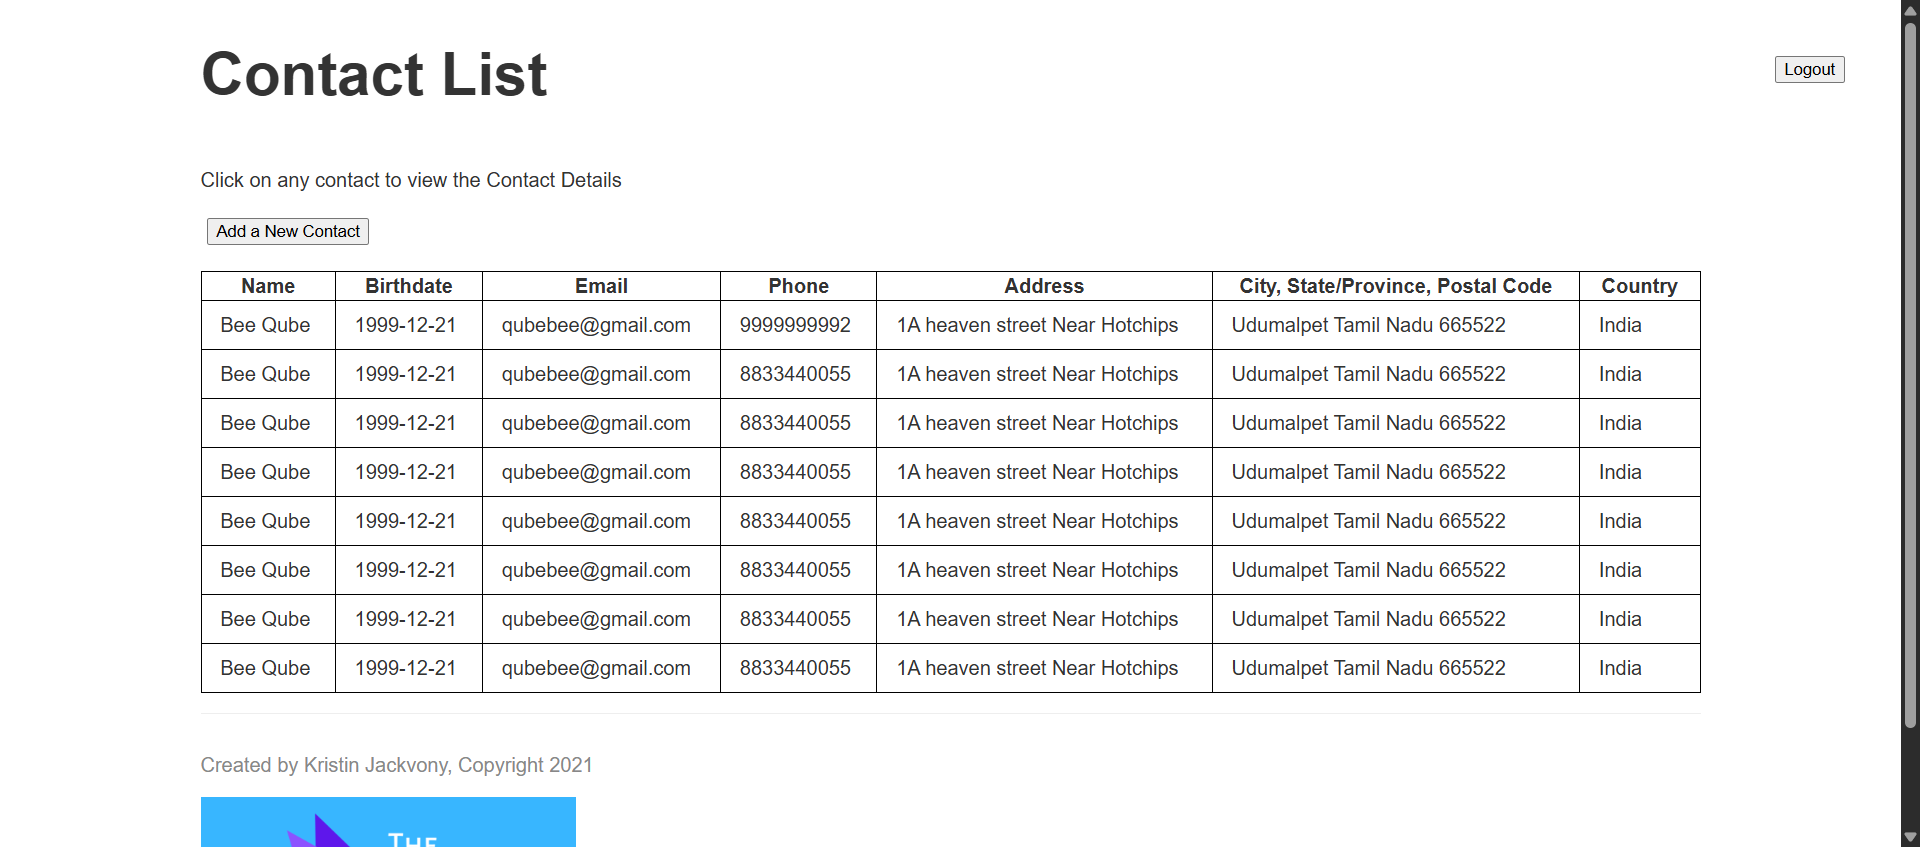 Contact List
Logout
Click on any contact to view the Contact Details
Add a New Contact
Name Birthdate Email Phone Address City, State/Province, Postal Code Country
Bee Qube 1999-12-21 qubebee@gmail.com 9999999992 1A heaven street Near Hotchips Udumalpet Tamil Nadu 665522 India
Bee Qube 1999-12-21 qubebee@gmail.com 8833440055 1A heaven street Near Hotchips Udumalpet Tamil Nadu 665522 India
Bee Qube 1999-12-21 qubebee@gmail.com 8833440055 1A heaven street Near Hotchips Udumalpet Tamil Nadu 665522 India
Bee Qube 1999-12-21 qubebee@gmail.com 8833440055 1A heaven street Near Hotchips Udumalpet Tamil Nadu 665522 India
Bee Qube 1999-12-21 qubebee@gmail.com 8833440055 1A heaven street Near Hotchips Udumalpet Tamil Nadu 665522 India
Bee Qube 1999-12-21 qubebee@gmail.com 8833440055 1A heaven street Near Hotchips Udumalpet Tamil Nadu 665522 India
Bee Qube 1999-12-21 qubebee@gmail.com 8833440055 1A heaven street Near Hotchips Udumalpet Tamil Nadu 665522 India
Bee Qube 1999-12-21 qubebee@gmail.com 8833440055 1A heaven street Near Hotchips Udumalpet Tamil Nadu 665522 India
Created by Kristin Jackvony, Copyright 2021
THE